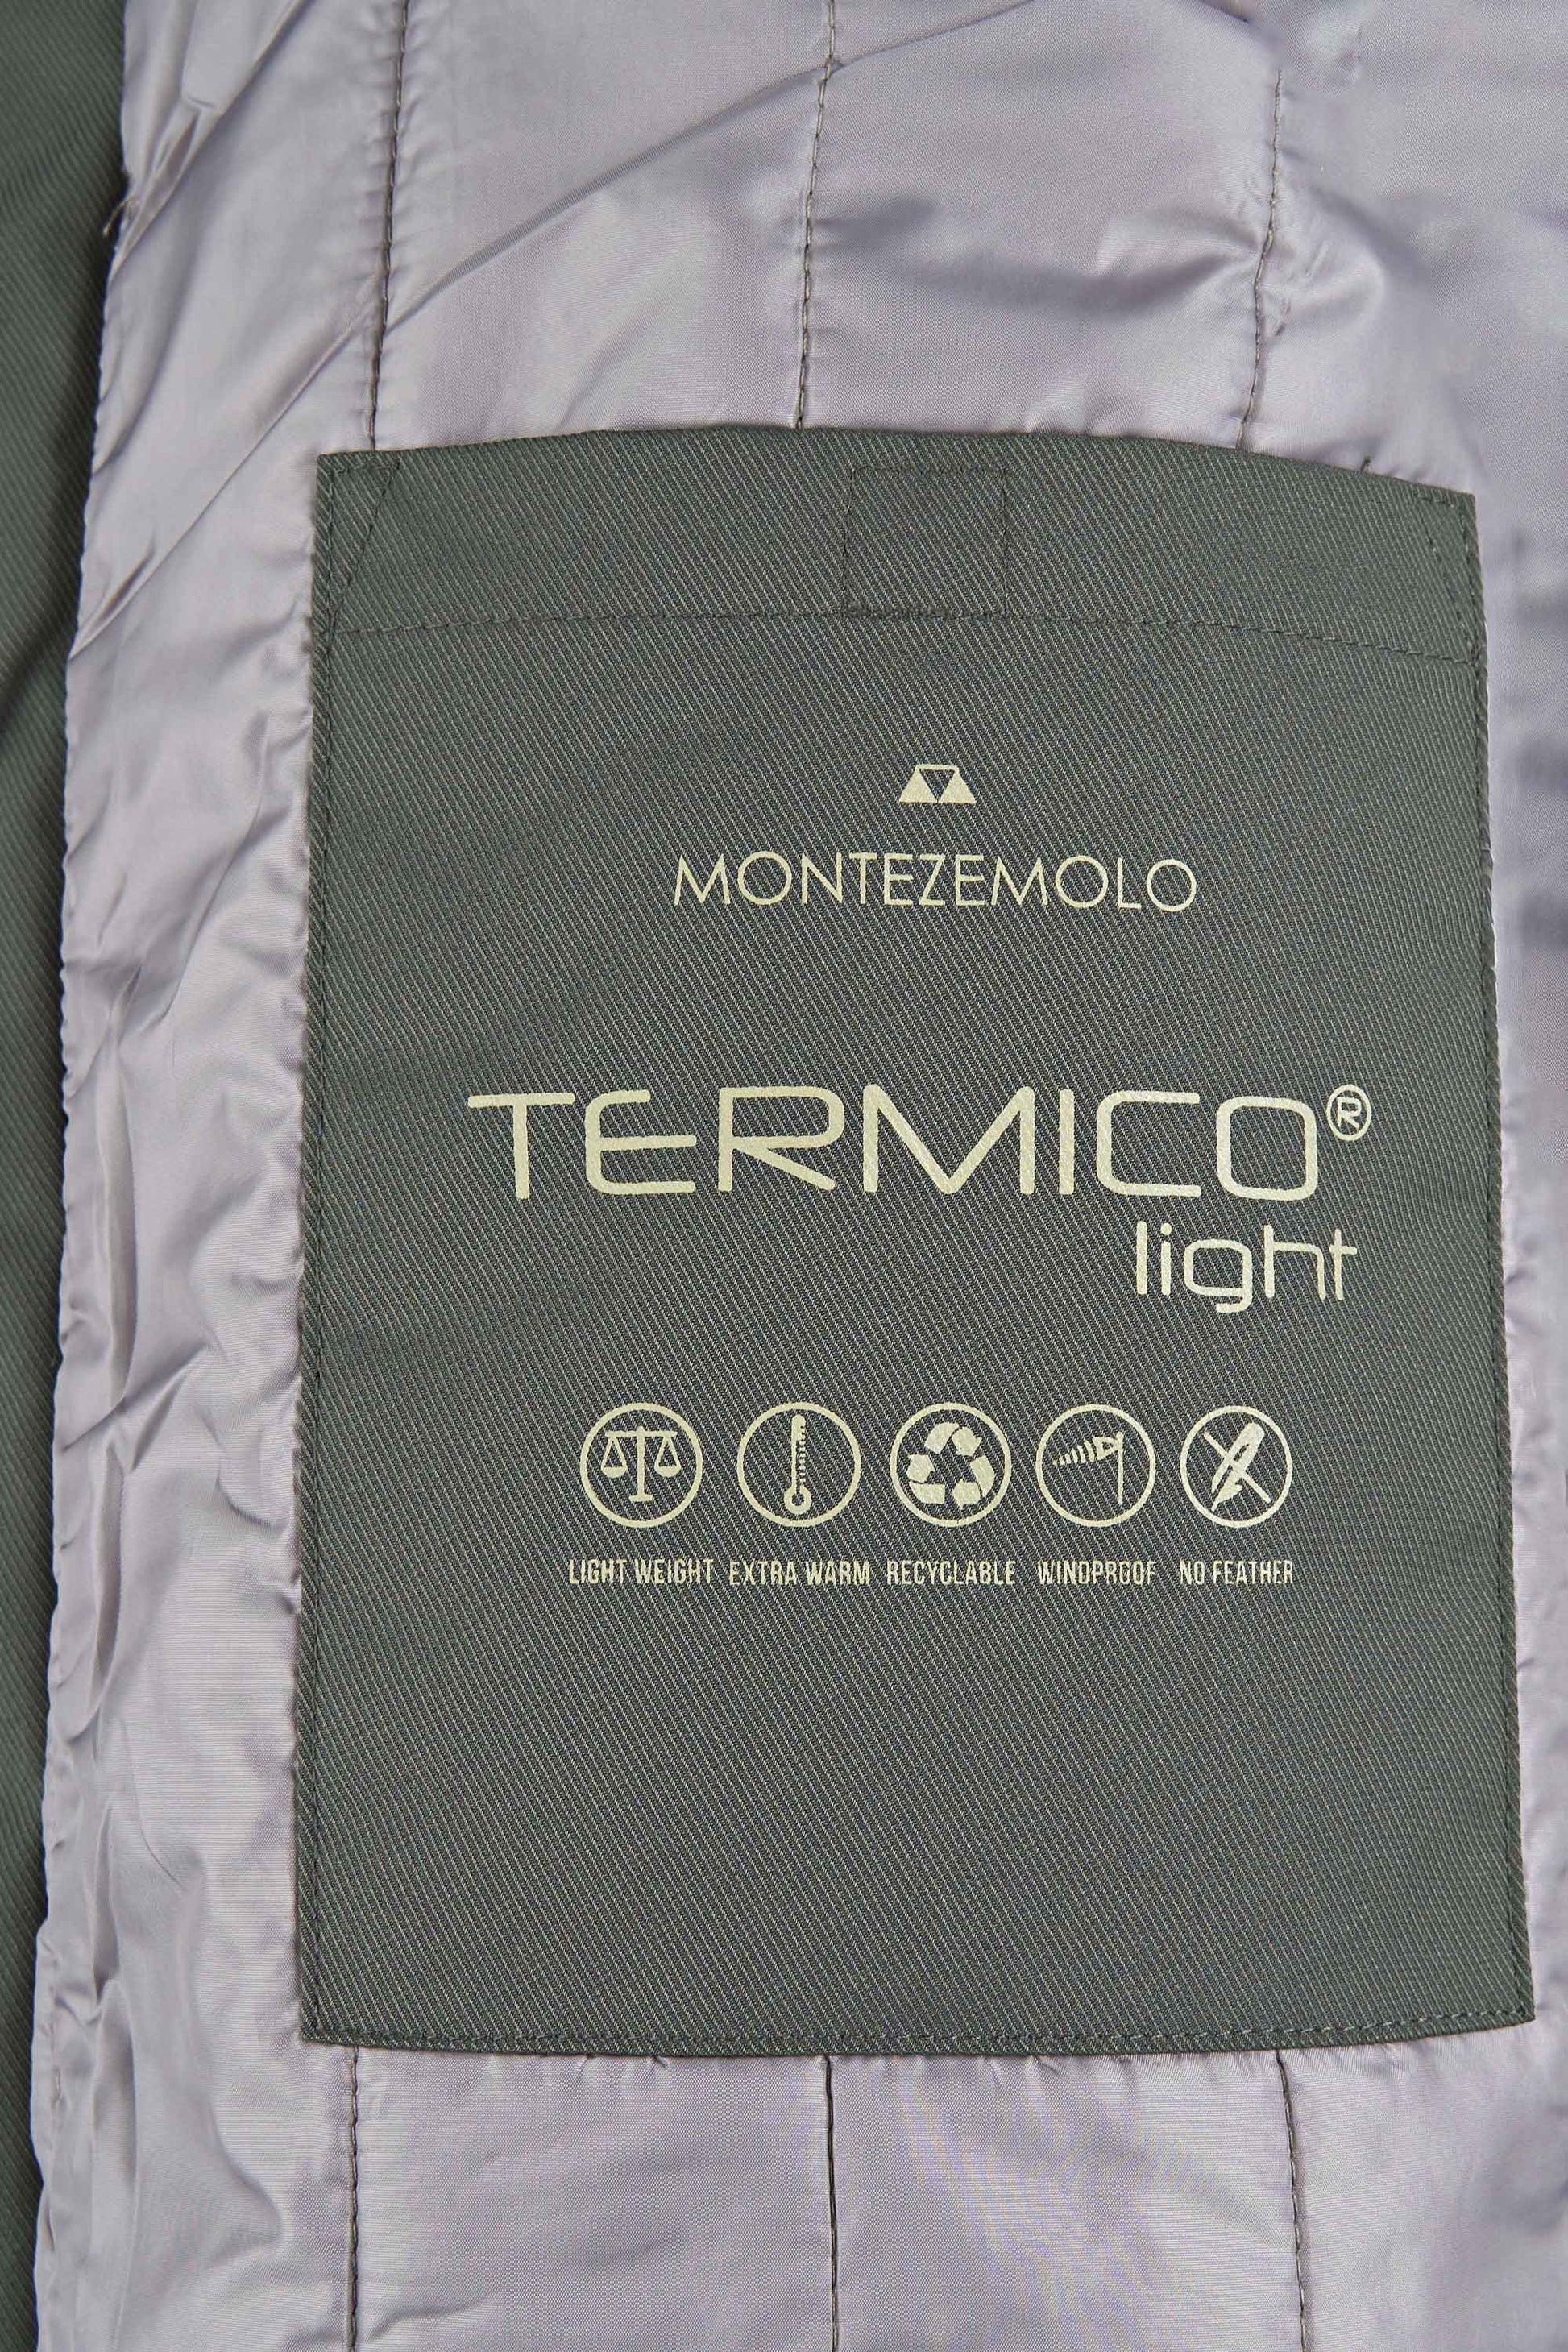 MONTEZEMOLO
TERMICO®
light
LIGHT WEIGHT EXTRA WARM RECYCLABLE WINDPROOF NO FEATHER